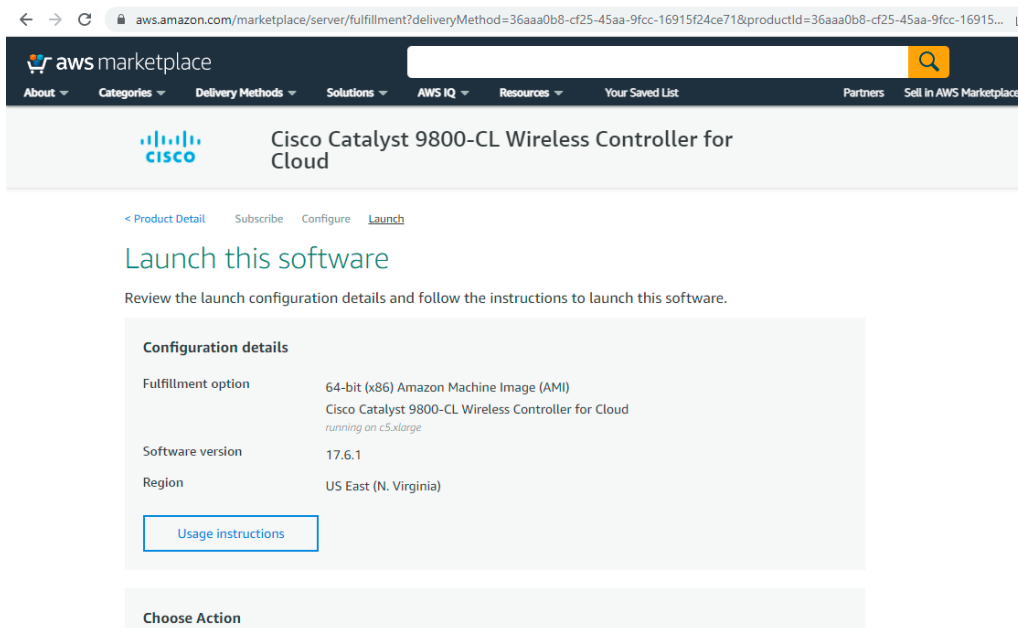 aws.amazon.com/marketplace/server/fulfillment?deliveryMethod=36aaa0b8-cf25-45aa-9fcc-16915f24ce71&productId=36aaa0b8-cf25-45aa-9fcc-16915...
aws marketplace
About Categories Delivery Methods Solutions AWS IQ Resources Your Saved List Partners Sell in AWS Marketplace
CISCO
Cisco Catalyst 9800-CL Wireless Controller for
Cloud
< Product Detail Subscribe Configure Launch
Launch this software
Review the launch configuration details and follow the instructions to launch this software.
Configuration details
Fulfillment option 64-bit (x86) Amazon Machine Image (AMI)
Cisco Catalyst 9800-CL Wireless Controller for Cloud
running on c5.xlarge
Software version 17.6.1
Region US East (N. Virginia)
Usage instructions
Choose Action